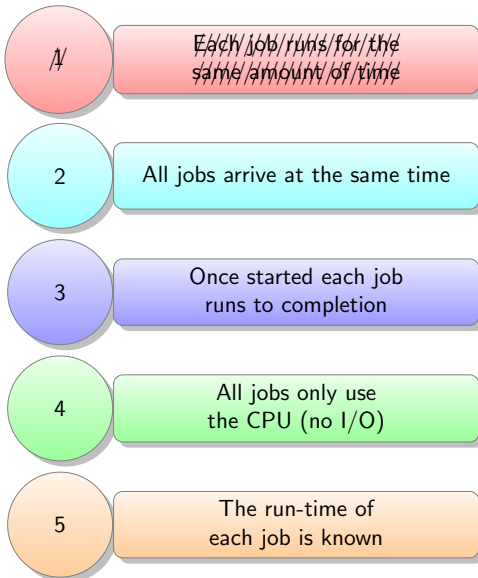 1
Each job runs for the
same amount of time
2
All jobs arrive at the same time
3
Once started each job
runs to completion
4
All jobs only use
the CPU (no I/O)
5
The run-time of
each job is known